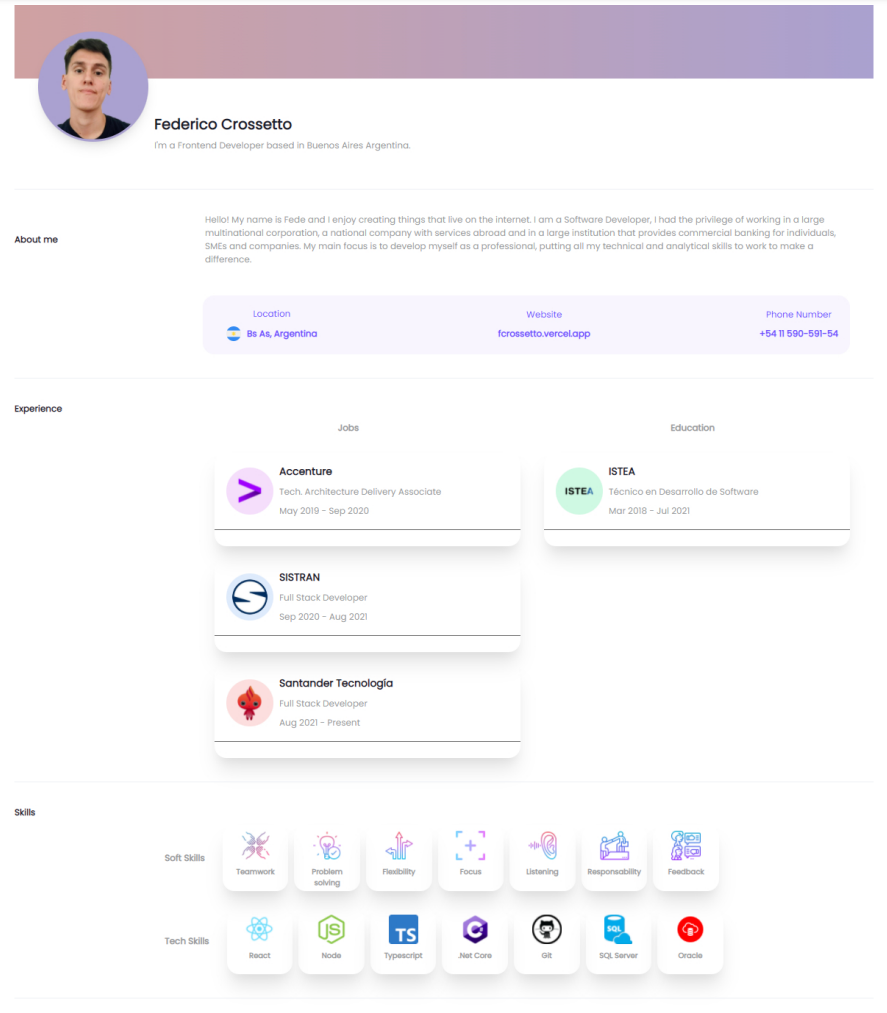 Federico Crossetto
I'm a Frontend Developer based in Buenos Aires Argentina.
About me
Hello! My name is Fede and I enjoy creating things that live on the internet. I am a Software Developer, I had the privilege of working in a large
multinational corporation, a national company with services abroad and in a large institution that provides commercial banking for individuals,
SMEs and companies. My main focus is to develop myself as a professional, putting all my technical and analytical skills to work to make a
difference.
Location
Bs As, Argentina
Website
fcrossetto.vercel.app
Phone Number
+54 11 590-591-54
Experience
Jobs
Accenture
Tech. Architecture Delivery Associate
May 2019 - Sep 2020
SISTRAN
Full Stack Developer
Sep 2020 - Aug 2021
Santander Tecnología
Full Stack Developer
Aug 2021 - Present
Education
ISTEA
ISTEA
Técnico en Desarrollo de Software
Mar 2018 - Jul 2021
Skills
Soft Skills
Teamwork
Problem
solving
Flexibility
Focus
Listening
Responsability
Feedback
Tech Skills
React
JS
Node
TS
Typescript
C#
.Net Core
Git
SQL
SQL Server
Oracle